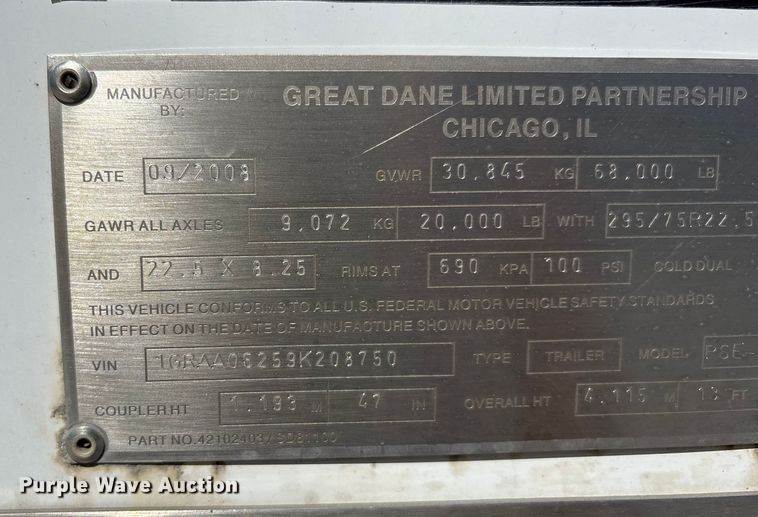 MANUFACTURED BY: GREAT DANE LIMITED PARTNERSHIP
CHICAGO, IL
DATE 09/2008 GVWR 30,845 KG 68,000 LB
GAWR ALL AXLES 9,072 KG 20,000 LB WITH 295/75R22.5
AND 22.5 X 8.25 RIMS AT 690 KPA 100 PSI COLD DUAL
THIS VEHICLE CONFORMS TO ALL U.S. FEDERAL MOTOR VEHICLE SAFETY STANDARDS
IN EFFECT ON THE DATE OF MANUFACTURE SHOWN ABOVE.
VIN 1GRAA06259K208750 TYPE TRAILER MODEL PSE-
COUPLER HT 1.193 M 47 IN OVERALL HT 4.115 M 13 FT
PART NO. 42102403/
Purple Wave Auction